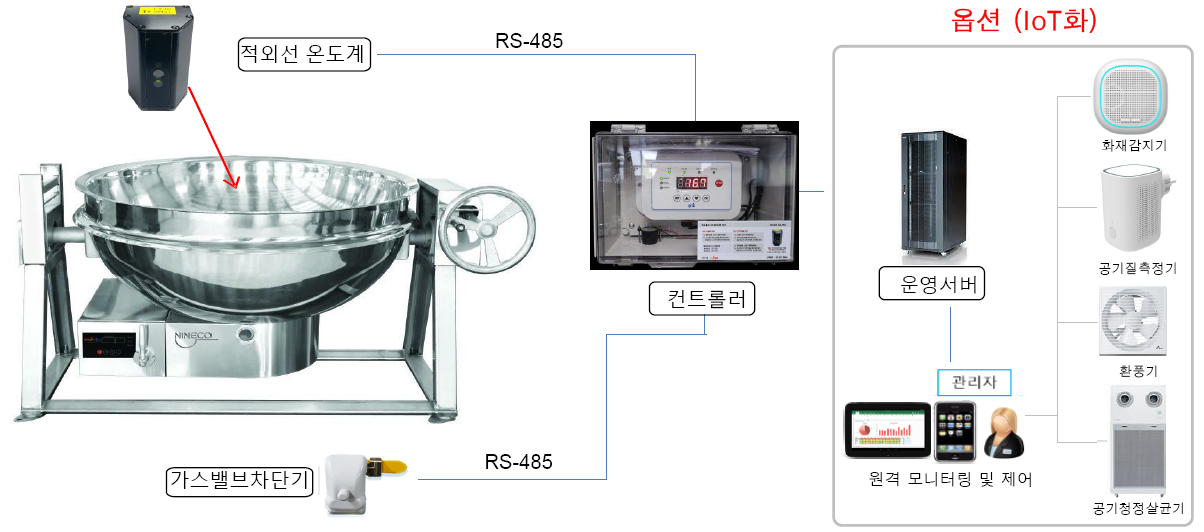 옵션 (IoT화)
적외선 온도계
RS-485
화재감지기
167
공기질측정기
운영서버
컨트롤러
NINECO
환풍기
관리자
가스밸브차단기
RS-485
원격 모니터링 및 제어
공기청정살균기